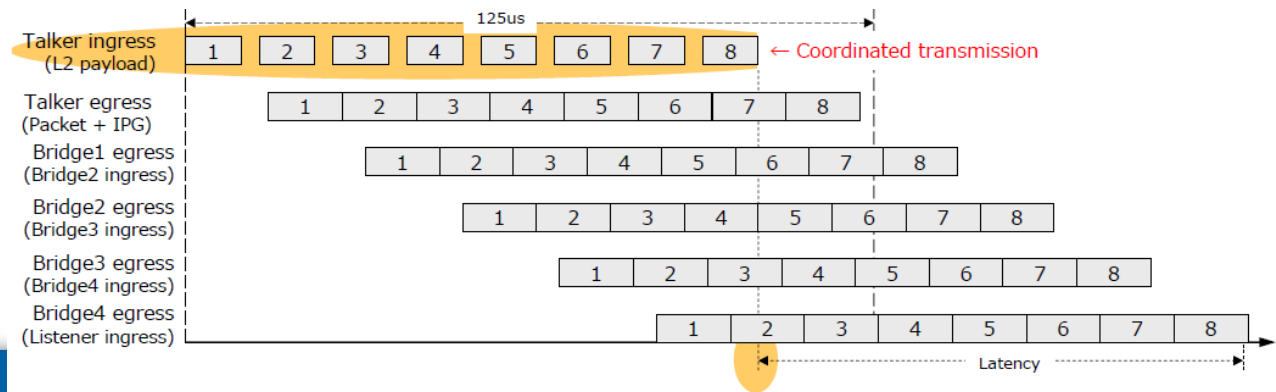 125us
Talker ingress
(L2 payload)
1 2 3 4 5 6 7 8
← Coordinated transmission
Talker egress
(Packet + IPG)
1 2 3 4 5 6 7 8
Bridge1 egress
(Bridge2 ingress)
1 2 3 4 5 6 7 8
Bridge2 egress
(Bridge3 ingress)
1 2 3 4 5 6 7 8
Bridge3 egress
(Bridge4 ingress)
1 2 3 4 5 6 7 8
Bridge4 egress
(Listener ingress)
1 2 3 4 5 6 7 8
Latency